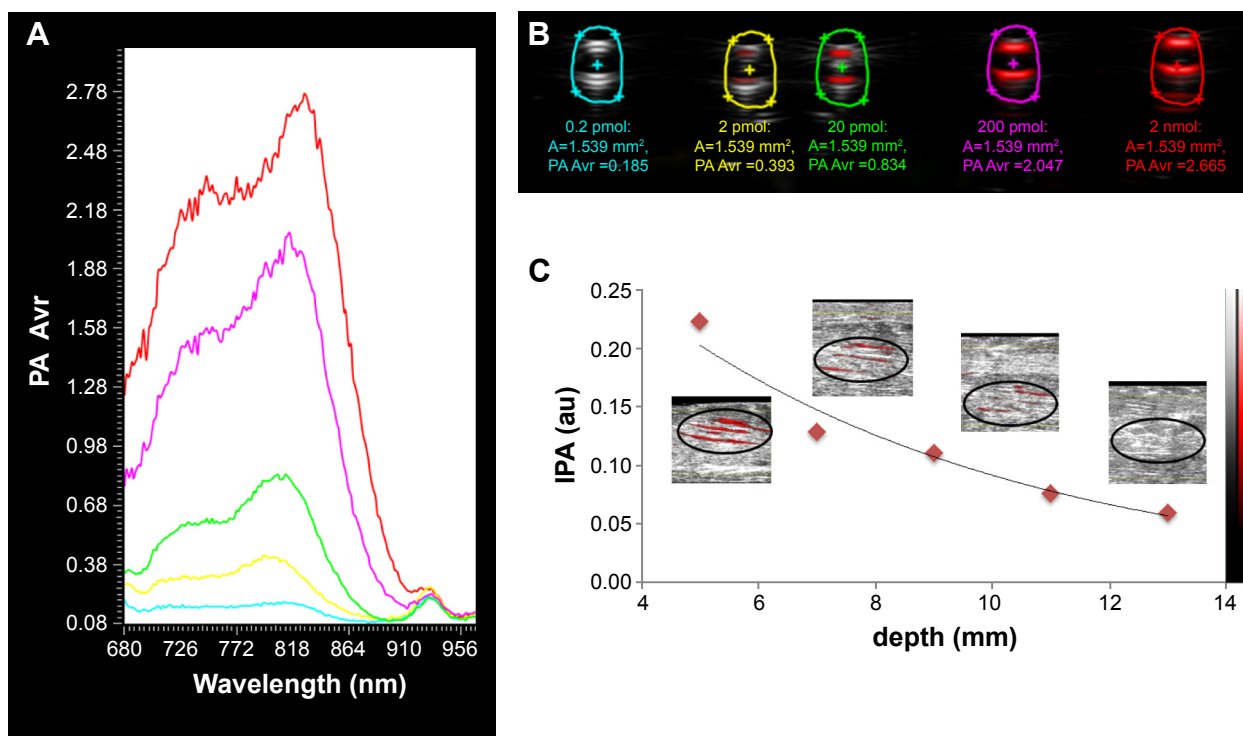 A
2.78
2.48
2.18
1.88
1.58
1.28
0.98
0.68
0.38
0.08
PA Avr
680 726 772 818 864 910 956
Wavelength (nm)
B
0.2 pmol:
A=1.539 mm²,
PA Avr =0.185
2 pmol:
A=1.539 mm²,
PA Avr =0.393
20 pmol:
A=1.539 mm²,
PA Avr =0.834
200 pmol:
A=1.539 mm²,
PA Avr =2.047
2 nmol:
A=1.539 mm²,
PA Avr =2.665
C
0.25
0.20
0.15
0.10
0.05
0.00
IPA (au)
4 6 8 10 12 14
depth (mm)